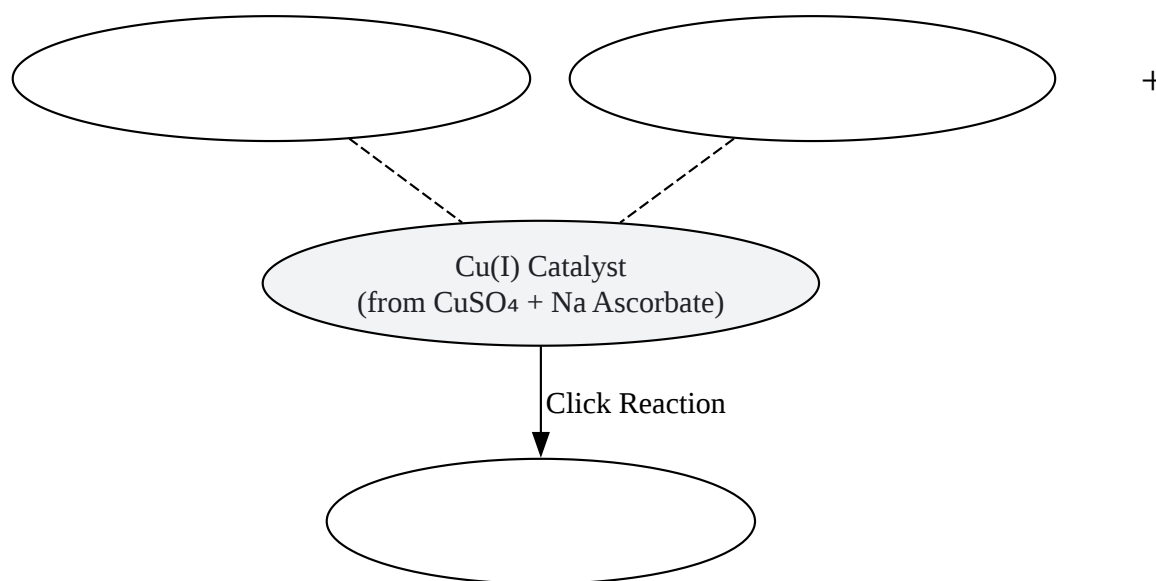 +
Cu(I) Catalyst
(from CuSO₄ + Na Ascorbate)
Click Reaction